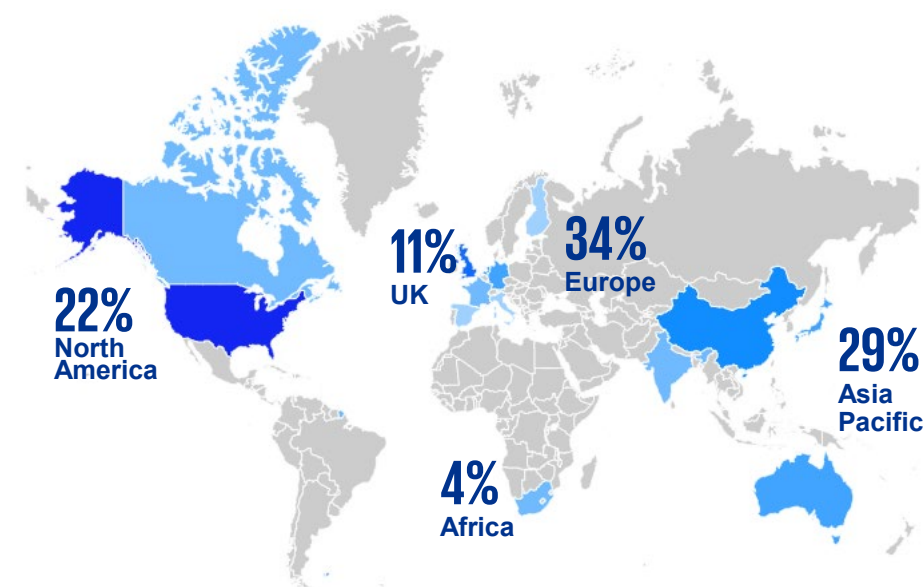 22%
North
America
11%
UK
34%
Europe
29%
Asia
Pacific
4%
Africa